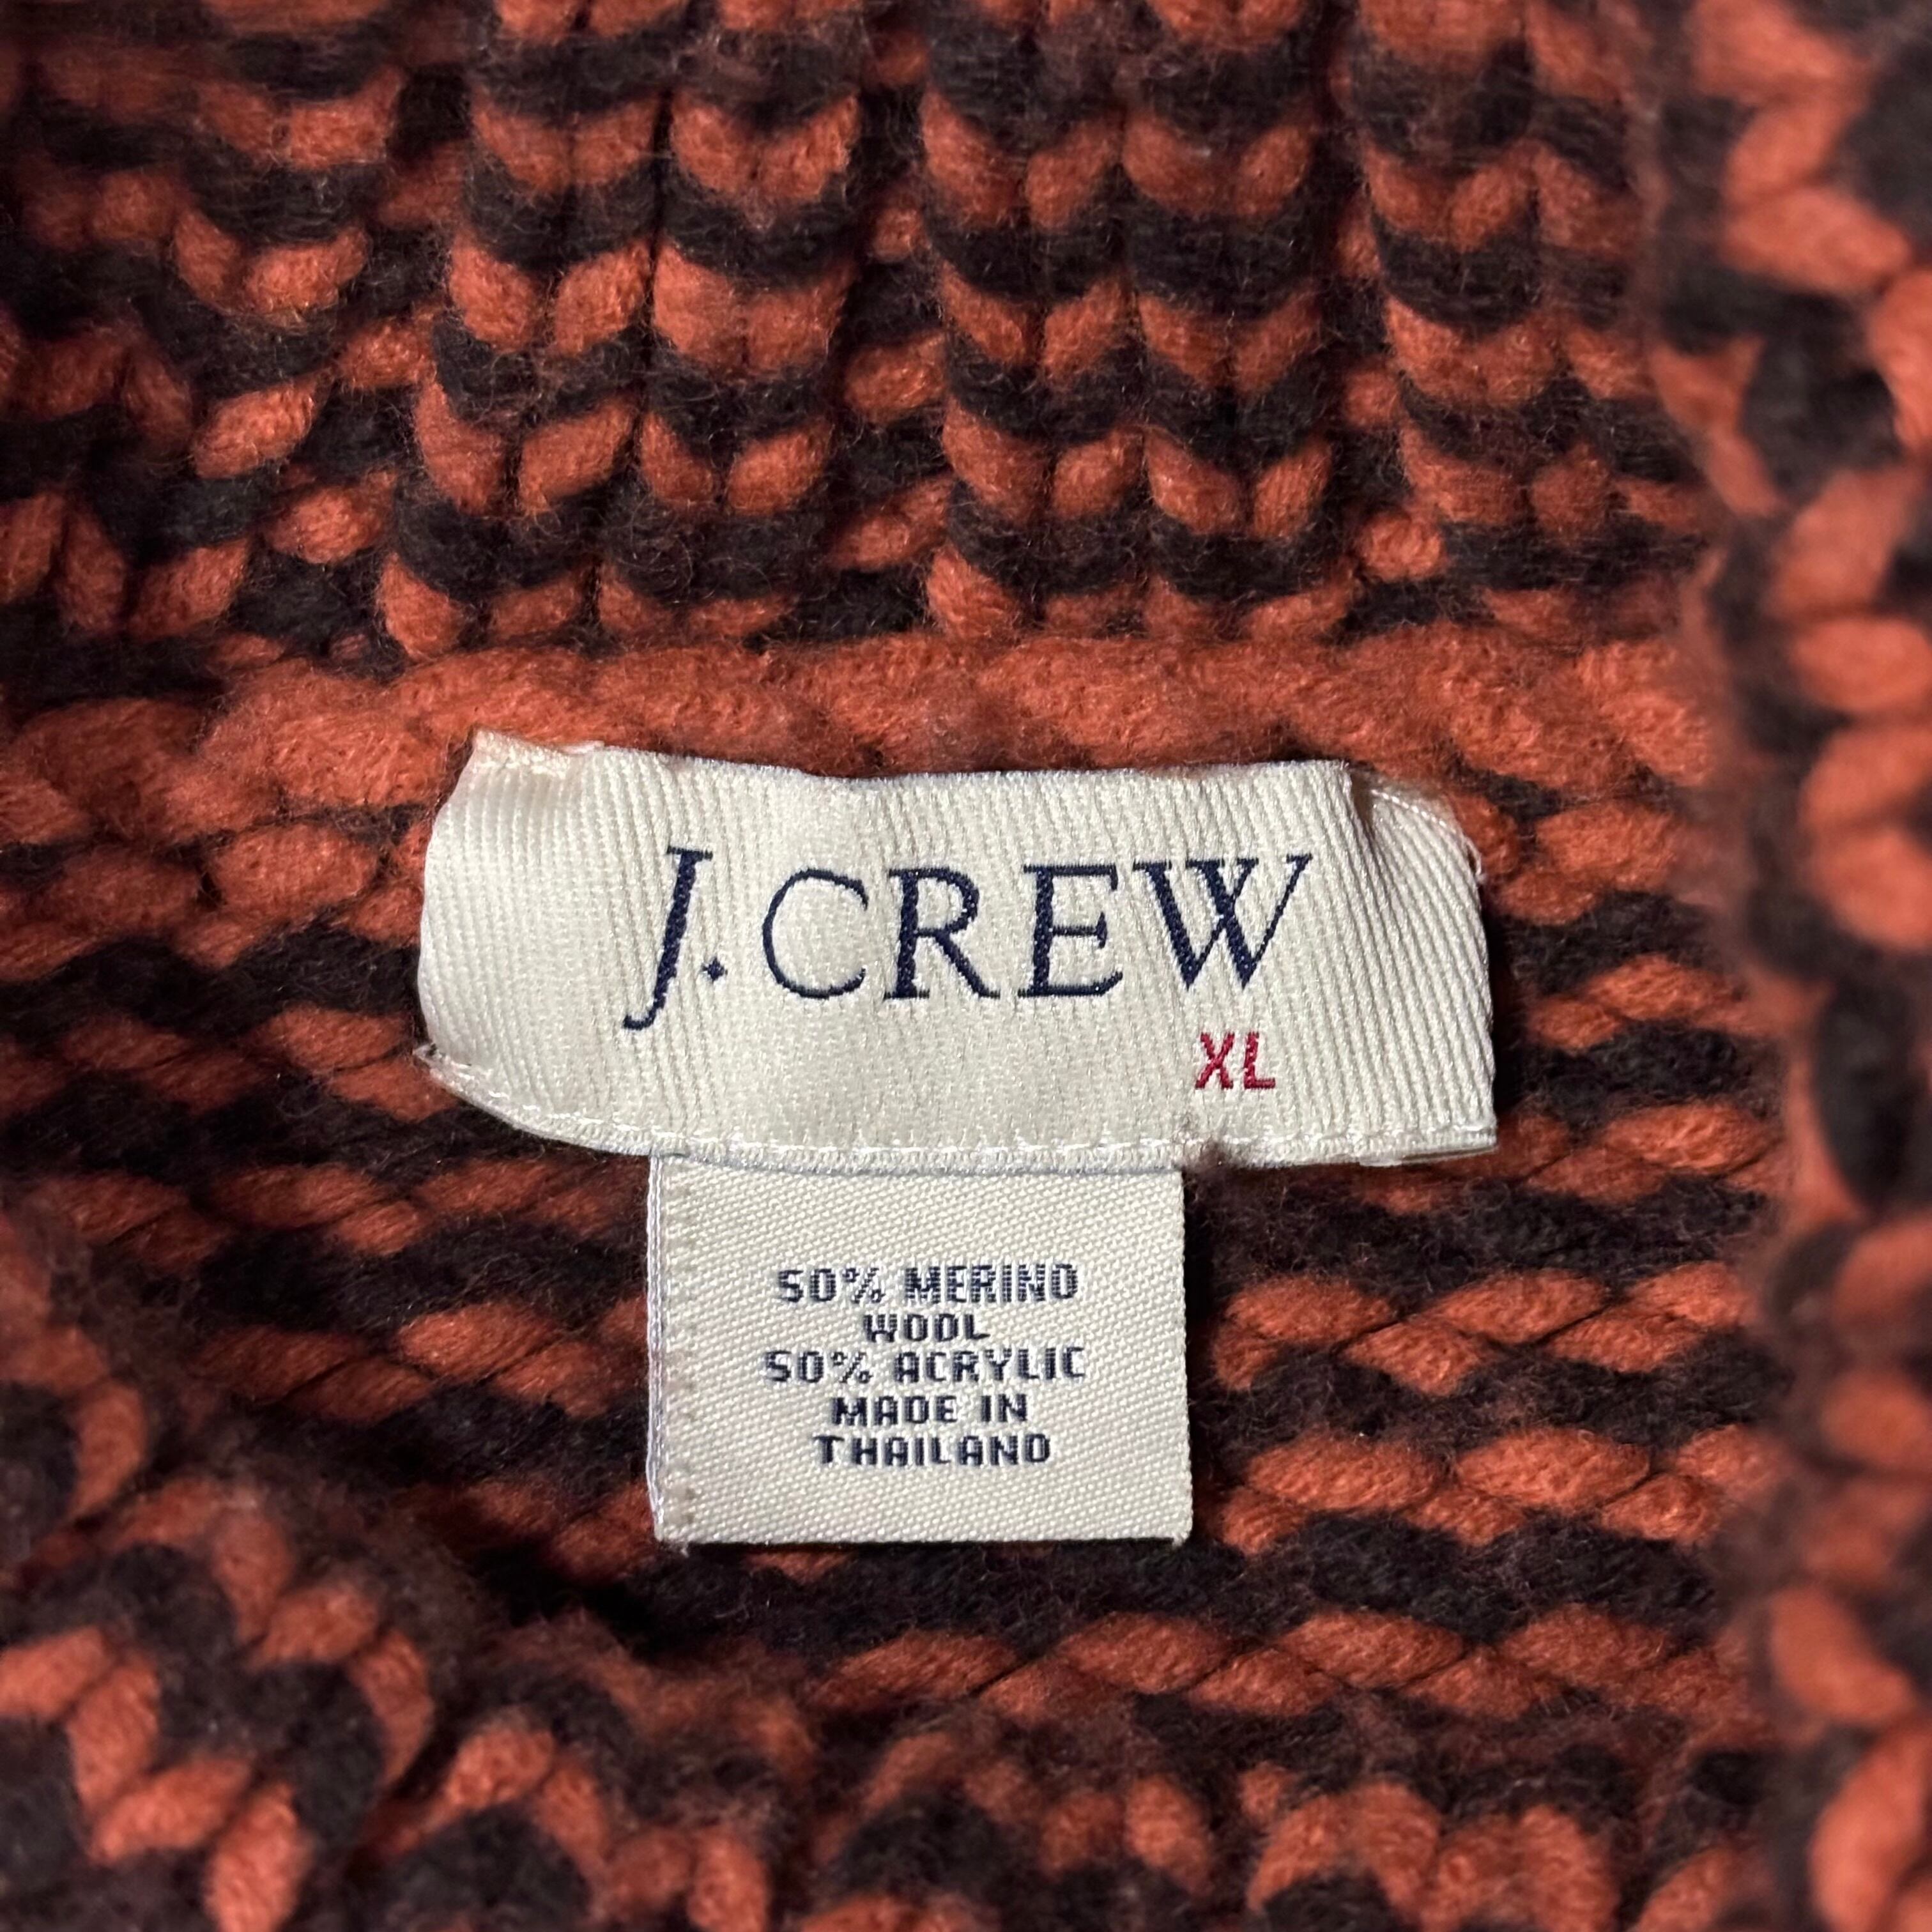 J.CREW
XL
50% MERINO
WOOL
50% ACRYLIC
MADE IN
THAILAND